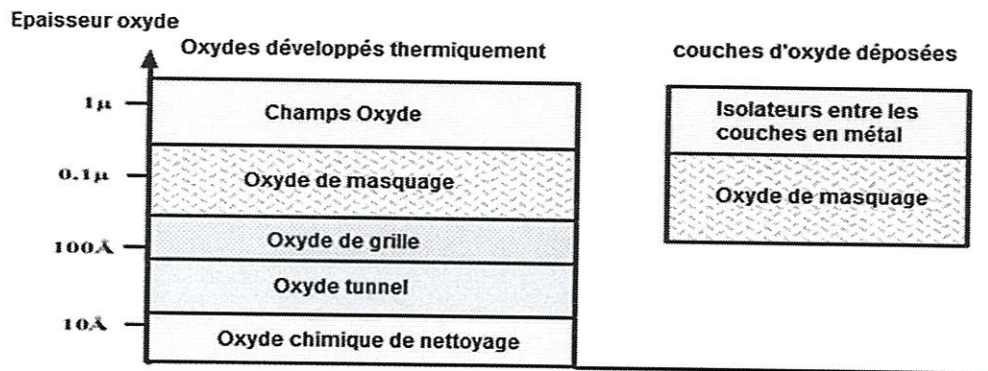 Epaisseur oxyde
Oxydes développés thermiquement
couches d'oxyde déposées
1μ
Champs Oxyde
Isolateurs entre les
couches en métal
0.1μ
Oxyde de masquage
Oxyde de masquage
100Å
Oxyde de grille
Oxyde tunnel
10Å
Oxyde chimique de nettoyage